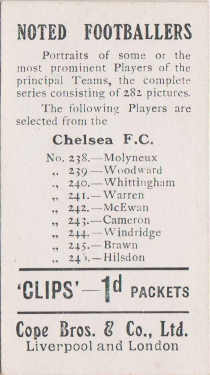 NOTED FOOTBALLERS
Portraits of some or the
most prominent Players of the
principal Teams, the complete
series consisting of 282 pictures.
The following Players are
selected from the
Chelsea F.C.
No. 238.—Molyneux
„ 239—Woodward
„ 240.—Whittingham
„ 241.—Warren
„ 242.—McEwan
„ 243.—Cameron
„ 244.—Windridge
„ 245.—Brawn
„ 246.—Hilsdon
'CLIPS'—1d PACKETS
Cope Bros. & Co., Ltd.
Liverpool and London